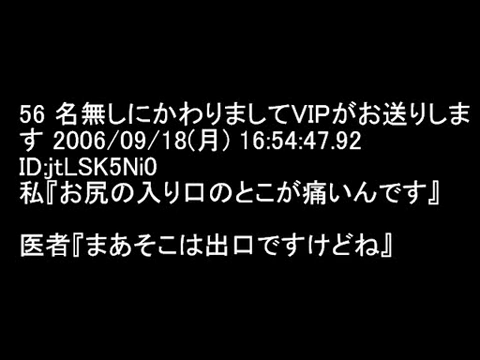 56 名無しにかわりましてVIPがお送りしま
す 2006/09/18(月) 16:54:47.92
ID:jtLSK5Ni0
私『お尻の入り口のとこが痛いんです』
医者『まあそこは出口ですけどね』